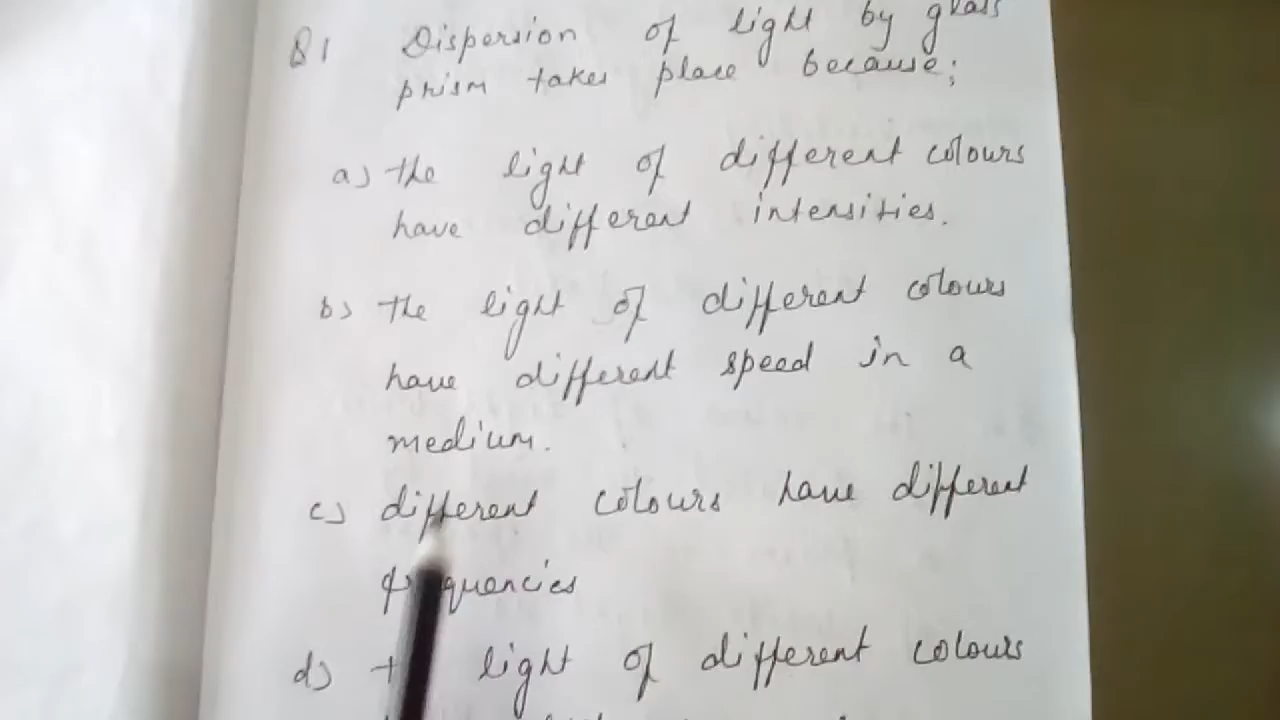 Q1 Dispersion of light by glass
prism takes place because;
a) the light of different colours
have different intensities.
b) the light of different colours
have different speed in a
medium.
c) different colours have different
frequencies
d) light of different colours